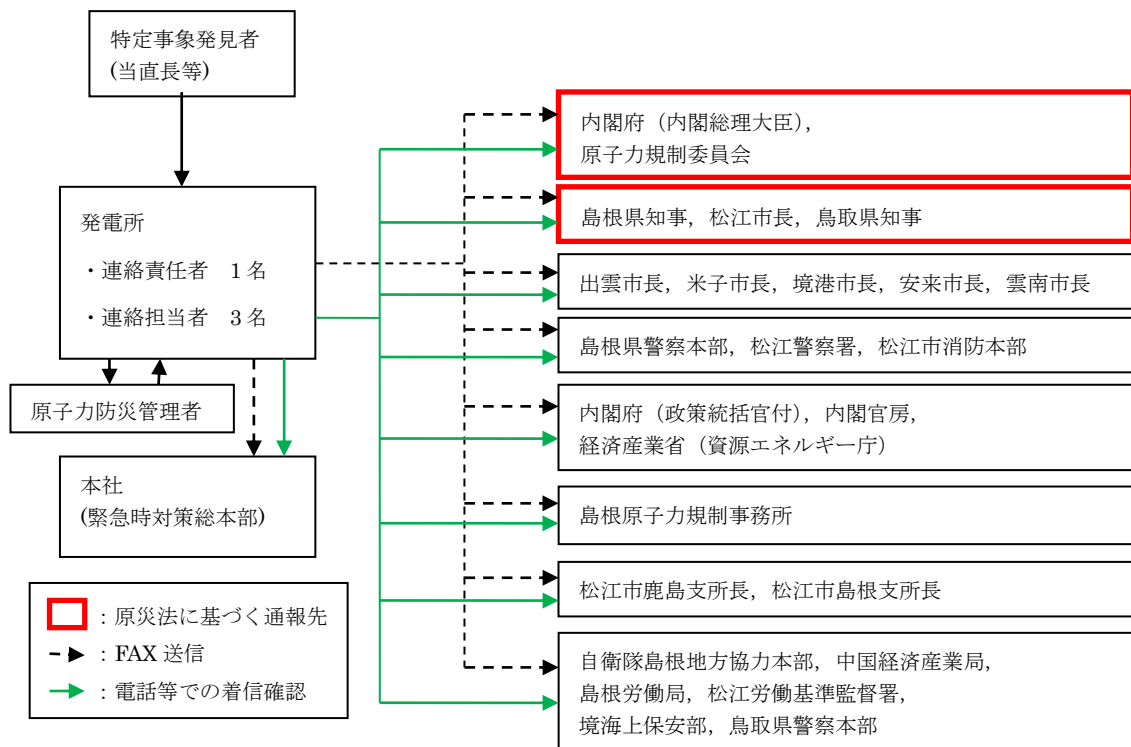 特定事象発見者
(当直長等)
発電所
・連絡責任者　1名
・連絡担当者　3名
原子力防災管理者
本社
(緊急時対策総本部)
：原災法に基づく通報先
：FAX 送信
：電話等での着信確認
内閣府（内閣総理大臣），
原子力規制委員会
島根県知事，松江市長，鳥取県知事
出雲市長，米子市長，境港市長，安来市長，雲南市長
島根県警察本部，松江警察署，松江市消防本部
内閣府（政策統括官付），内閣官房，
経済産業省（資源エネルギー庁）
島根原子力規制事務所
松江市鹿島支所長，松江市島根支所長
自衛隊島根地方協力本部，中国経済産業局，
島根労働局，松江労働基準監督署，
境海上保安部，鳥取県警察本部